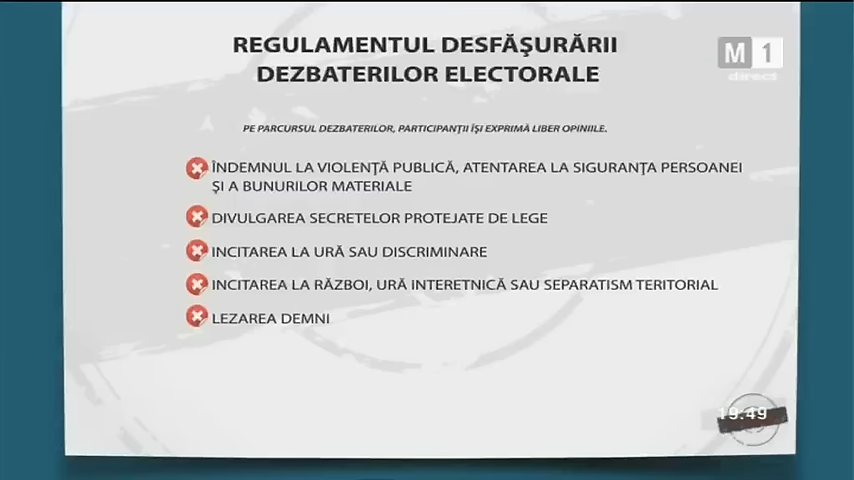 REGULAMENTUL DESFĂŞURĂRII
DEZBATERILOR ELECTORALE
M 1
direct
PE PARCURSUL DEZBATERILOR, PARTICIPANŢII ÎŞI EXPRIMĂ LIBER OPINIILE.
ÎNDEMNUL LA VIOLENŢĂ PUBLICĂ, ATENTAREA LA SIGURANŢA PERSOANEI
ŞI A BUNURILOR MATERIALE
DIVULGAREA SECRETELOR PROTEJATE DE LEGE
INCITAREA LA URĂ SAU DISCRIMINARE
INCITAREA LA RĂZBOI, URĂ INTERETNICĂ SAU SEPARATISM TERITORIAL
LEZAREA DEMNI
19:49